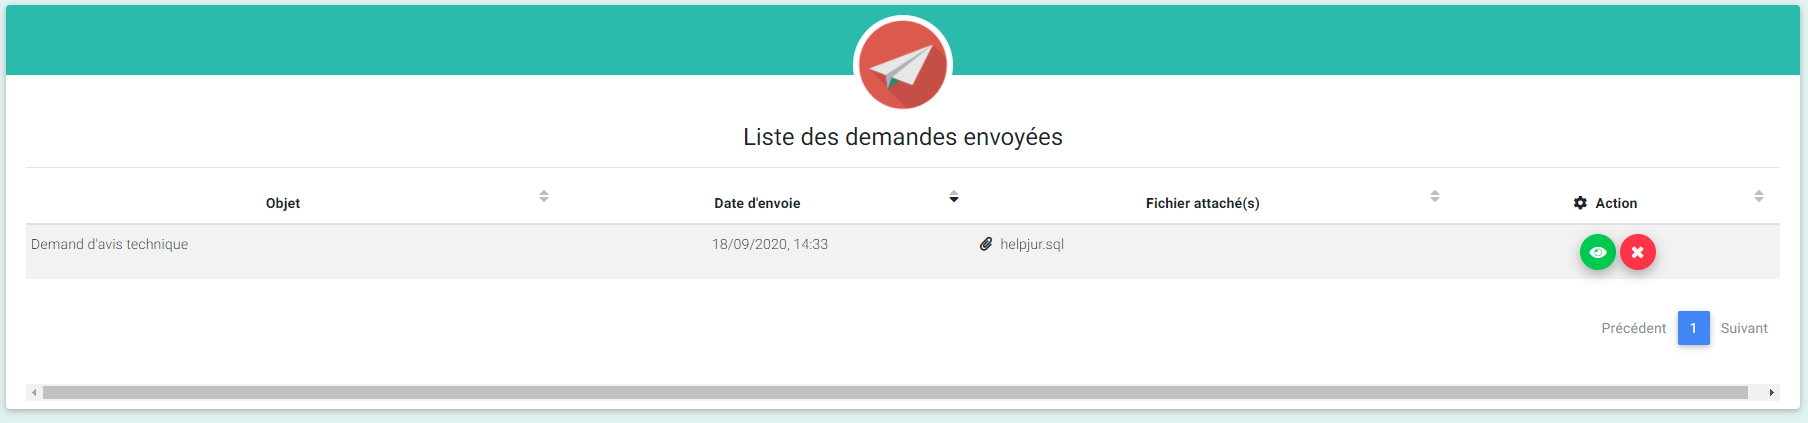 Liste des demandes envoyées
Objet Date d'envoie Fichier attaché(s) Action
Demand d'avis technique 18/09/2020, 14:33 helpjur.sql
Précédent 1 Suivant